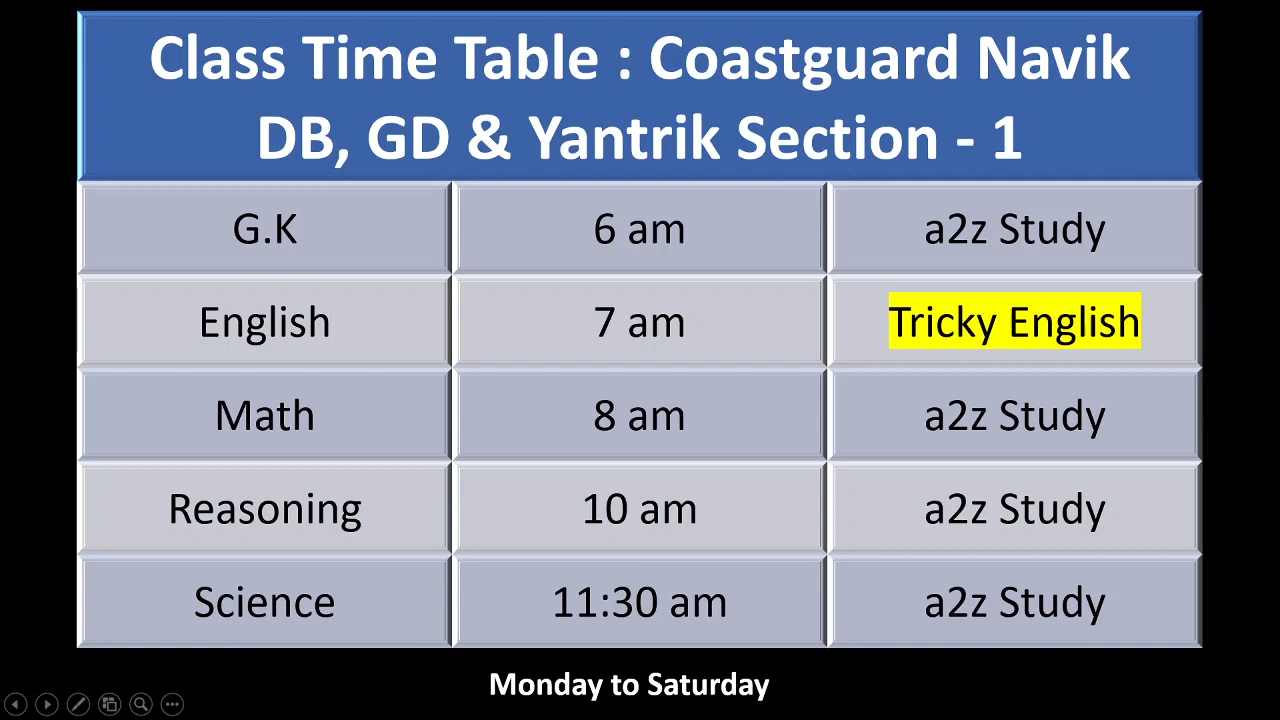 Class Time Table : Coastguard Navik
DB, GD & Yantrik Section - 1
G.K 6 am a2z Study
English 7 am Tricky English
Math 8 am a2z Study
Reasoning 10 am a2z Study
Science 11:30 am a2z Study
Monday to Saturday